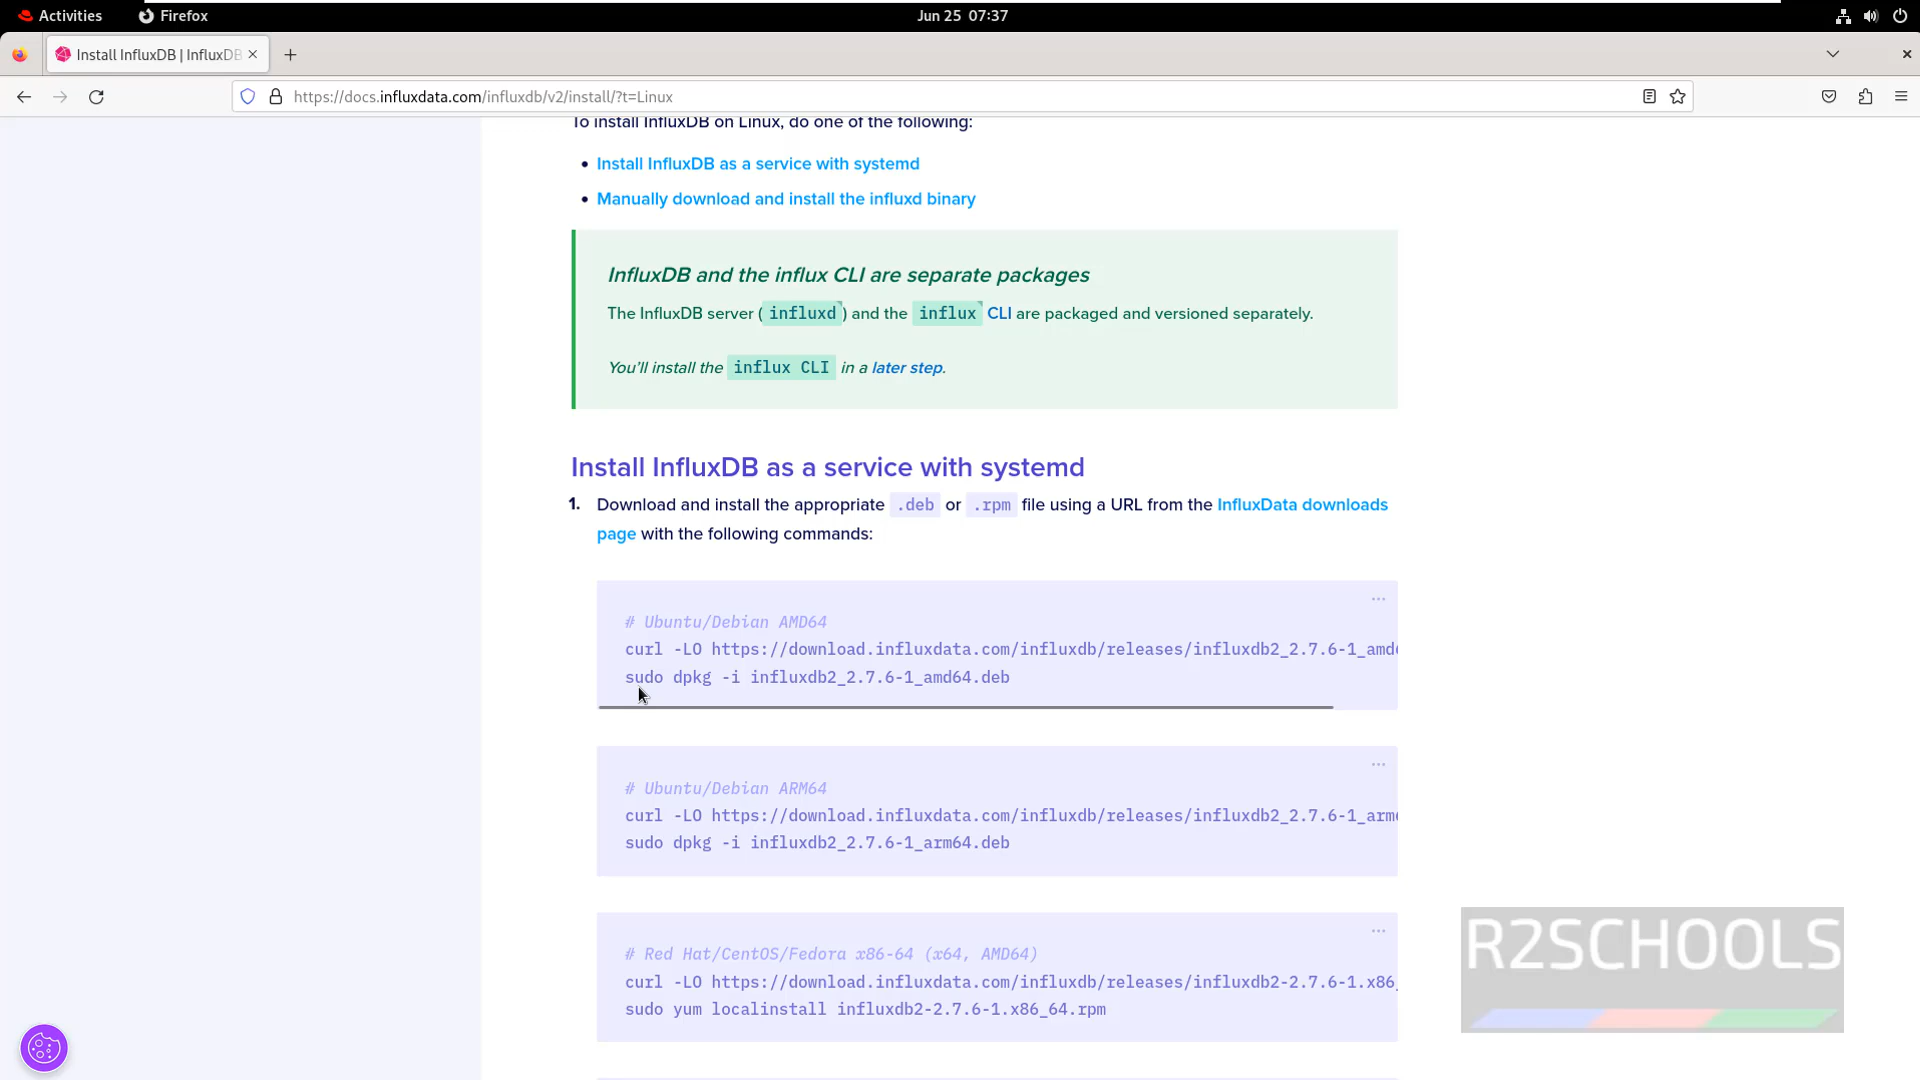 Activities
Firefox
Jun 25 07:37
Install InfluxDB | InfluxDB
https://docs.influxdata.com/influxdb/v2/install/?t=Linux
To install InfluxDB on Linux, do one of the following:
• Install InfluxDB as a service with systemd
• Manually download and install the influxd binary
InfluxDB and the influx CLI are separate packages
The InfluxDB server (influxd) and the influx CLI are packaged and versioned separately.
You'll install the influx CLI in a later step.
Install InfluxDB as a service with systemd
1. Download and install the appropriate .deb or .rpm file using a URL from the InfluxData downloads
page with the following commands:
# Ubuntu/Debian AMD64
curl -LO https://download.influxdata.com/influxdb/releases/influxdb2_2.7.6-1_amd
sudo dpkg -i influxdb2_2.7.6-1_amd64.deb
# Ubuntu/Debian ARM64
curl -LO https://download.influxdata.com/influxdb/releases/influxdb2_2.7.6-1_arm
sudo dpkg -i influxdb2_2.7.6-1_arm64.deb
# Red Hat/CentOS/Fedora x86-64 (x64, AMD64)
curl -LO https://download.influxdata.com/influxdb/releases/influxdb2-2.7.6-1.x86_
sudo yum localinstall influxdb2-2.7.6-1.x86_64.rpm
R2SCHOOLS